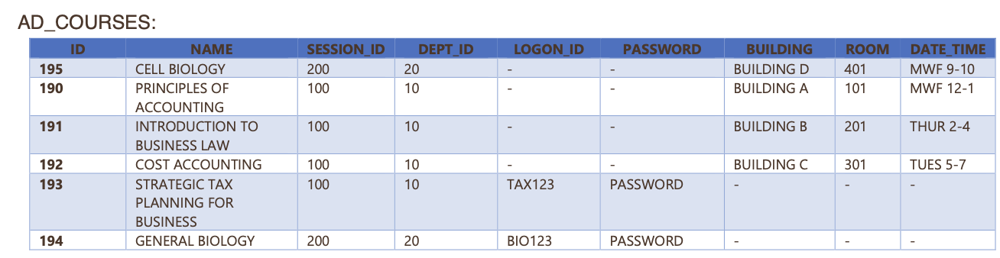 AD_COURSES:
ID NAME SESSION_ID DEPT_ID LOGON_ID PASSWORD BUILDING ROOM DATE_TIME
195 CELL BIOLOGY 200 20 - - BUILDING D 401 MWF 9-10
190 PRINCIPLES OF 100 10 - - BUILDING A 101 MWF 12-1
ACCOUNTING
191 INTRODUCTION TO 100 10 - - BUILDING B 201 THUR 2-4
BUSINESS LAW
192 COST ACCOUNTING 100 10 - - BUILDING C 301 TUES 5-7
193 STRATEGIC TAX 100 10 TAX123 PASSWORD - - -
PLANNING FOR
BUSINESS
194 GENERAL BIOLOGY 200 20 BIO123 PASSWORD - - -